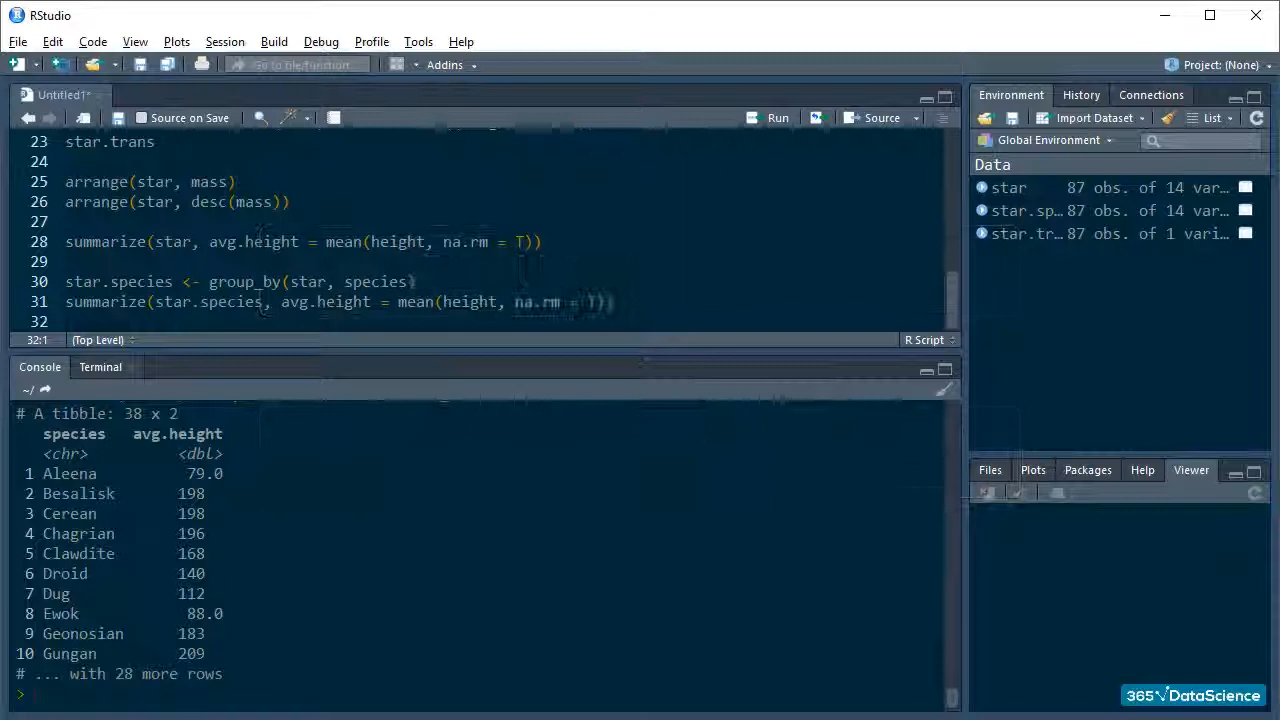 RStudio
File Edit Code View Plots Session Build Debug Profile Tools Help
Go to file/function Addins Project: (None)
Untitled1*
Source on Save Run Source
23 star.trans
24
25 arrange(star, mass)
26 arrange(star, desc(mass))
27
28 summarize(star, avg.height = mean(height, na.rm = T))
29
30 star.species <- group_by(star, species)
31 summarize(star.species, avg.height = mean(height, na.rm = T))
32
32:1 (Top Level) R Script
Console Terminal
~/
# A tibble: 38 x 2
species avg.height
<chr> <dbl>
1 Aleena 79.0
2 Besalisk 198
3 Cerean 198
4 Chagrian 196
5 Clawdite 168
6 Droid 140
7 Dug 112
8 Ewok 88.0
9 Geonosian 183
10 Gungan 209
# ... with 28 more rows
>
Environment History Connections
Import Dataset List
Global Environment
Data
star 87 obs. of 14 var…
star.sp… 87 obs. of 14 var…
star.tr… 87 obs. of 1 vari…
Files Plots Packages Help Viewer
365 DataScience